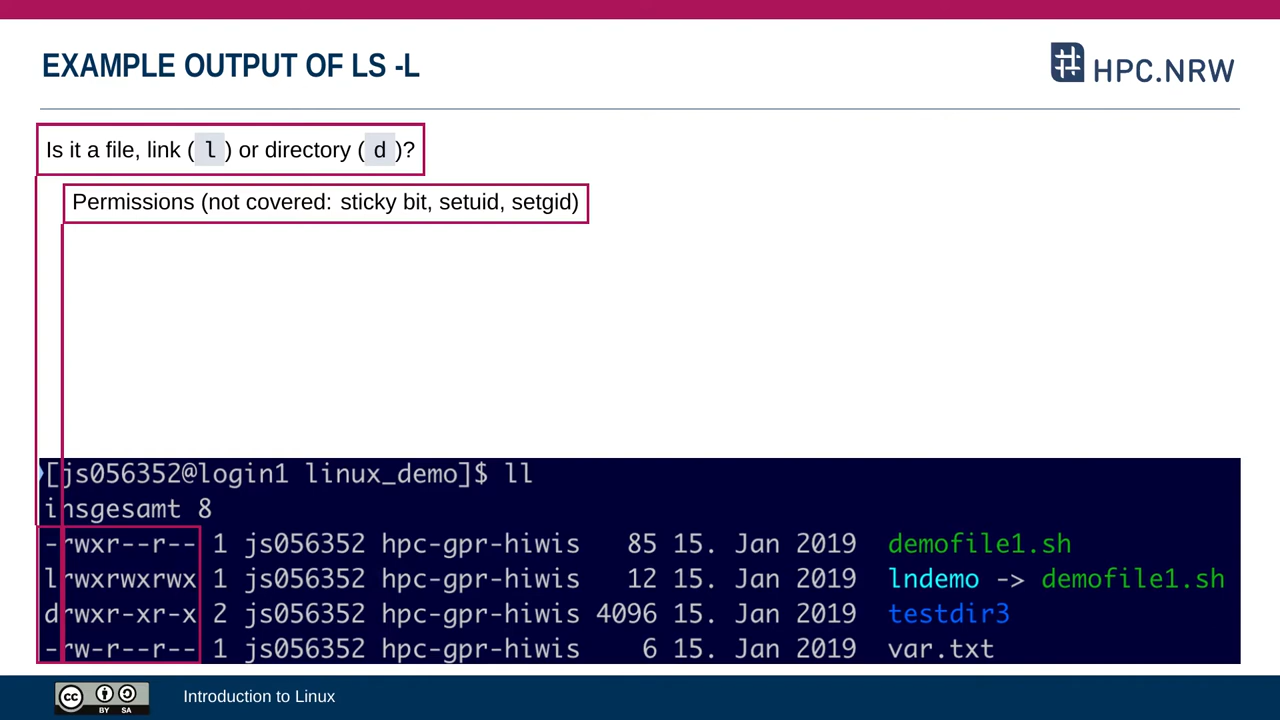 EXAMPLE OUTPUT OF LS -L
HPC.NRW
Is it a file, link ( l ) or directory ( d )?
Permissions (not covered: sticky bit, setuid, setgid)
[js056352@login1 linux_demo]$ ll
insgesamt 8
-rwxr--r-- 1 js056352 hpc-gpr-hiwis 85 15. Jan 2019 demofile1.sh
lrwxrwxrwx 1 js056352 hpc-gpr-hiwis 12 15. Jan 2019 lndemo -> demofile1.sh
drwxr-xr-x 2 js056352 hpc-gpr-hiwis 4096 15. Jan 2019 testdir3
-rw-r--r-- 1 js056352 hpc-gpr-hiwis 6 15. Jan 2019 var.txt
cc BY SA
Introduction to Linux